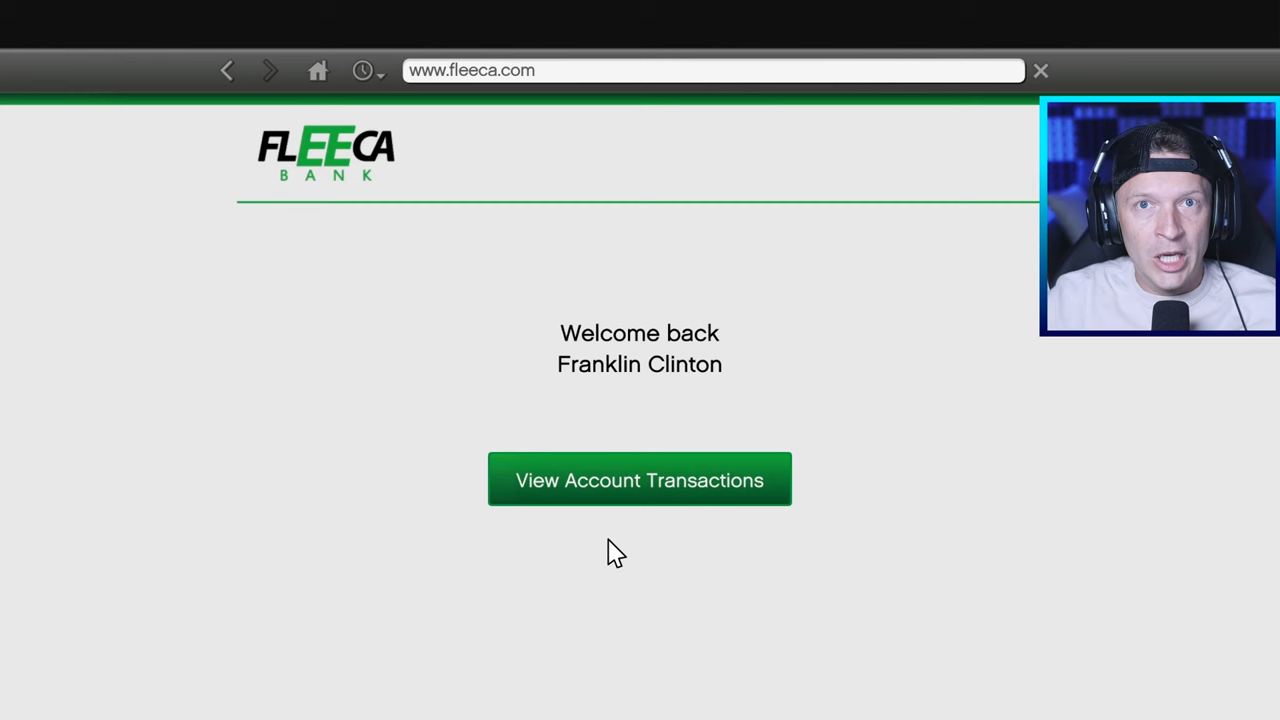 www.fleeca.com
FLEECA
BANK
Welcome back
Franklin Clinton
View Account Transactions